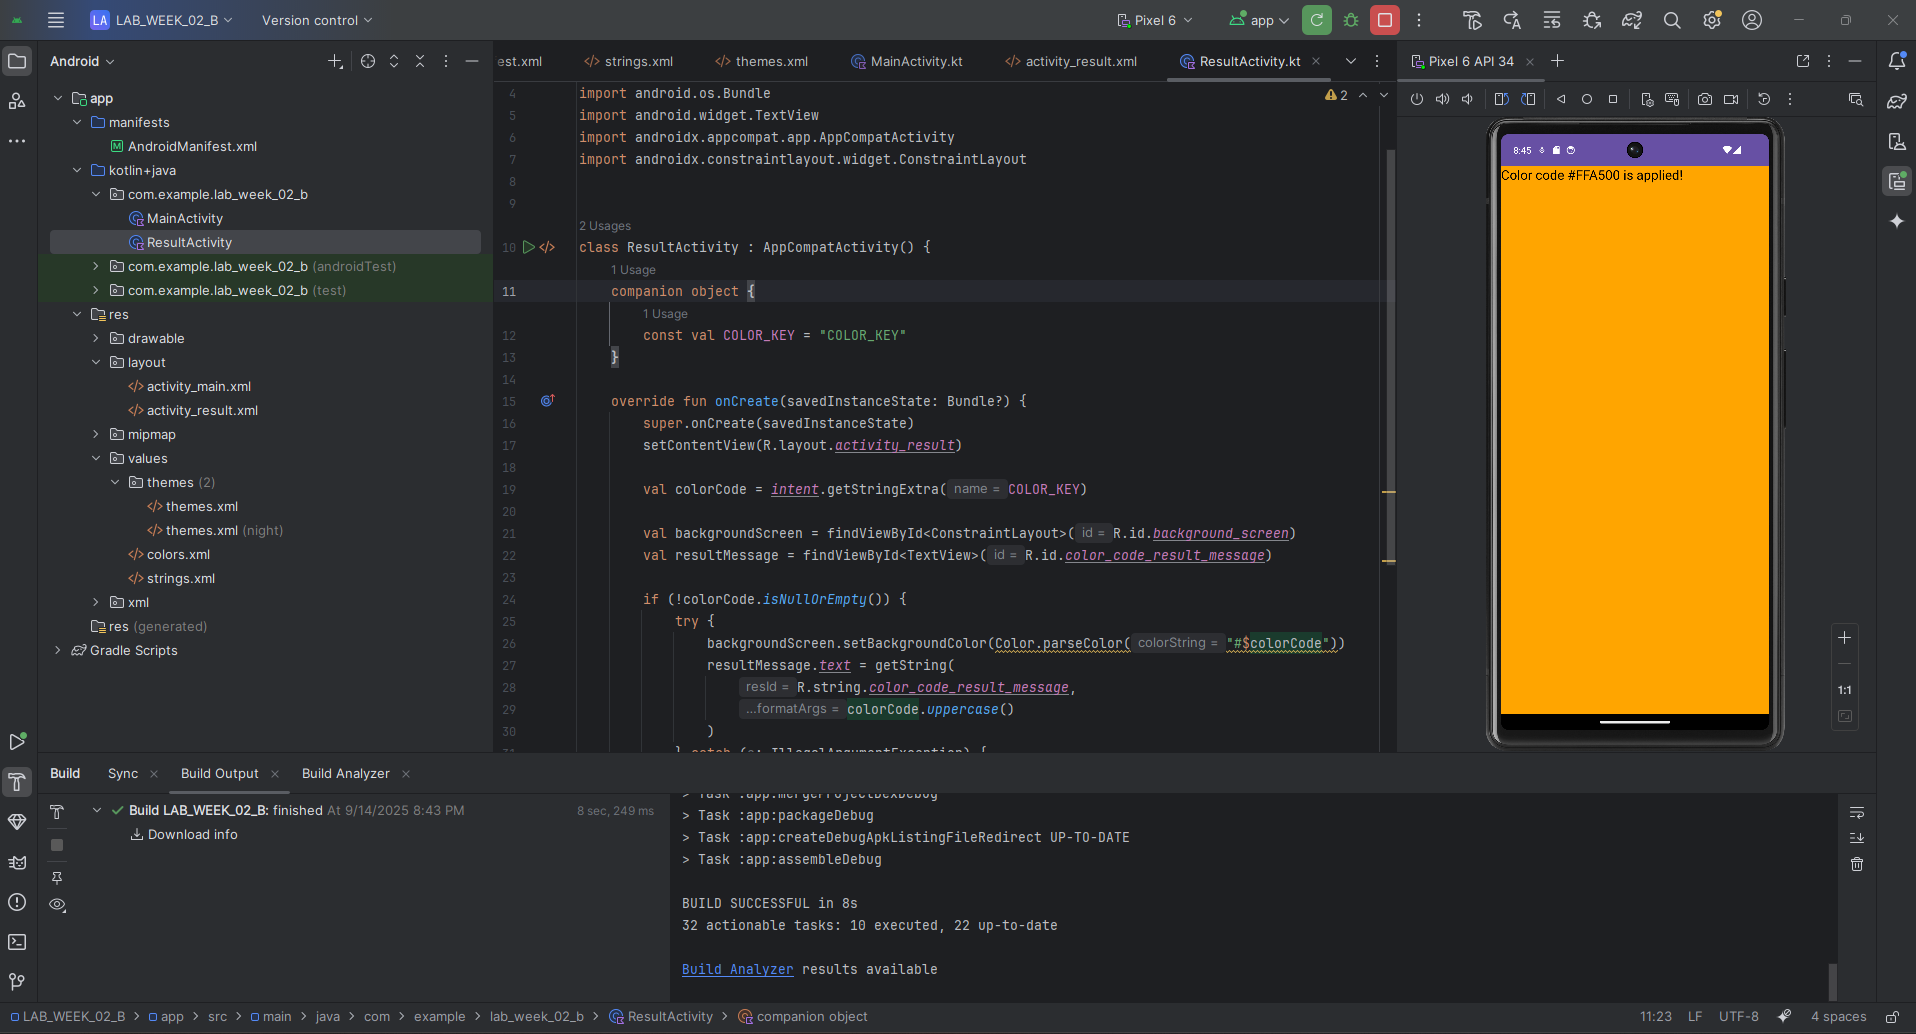 LA LAB_WEEK_02_B Version control Pixel 6 app
Android
app
manifests
AndroidManifest.xml
kotlin+java
com.example.lab_week_02_b
MainActivity
ResultActivity
com.example.lab_week_02_b (androidTest)
com.example.lab_week_02_b (test)
res
drawable
layout
activity_main.xml
activity_result.xml
mipmap
values
themes (2)
themes.xml
themes.xml (night)
colors.xml
strings.xml
xml
res (generated)
Gradle Scripts
est.xml strings.xml themes.xml MainActivity.kt activity_result.xml ResultActivity.kt
2
4 import android.os.Bundle
5 import android.widget.TextView
6 import androidx.appcompat.app.AppCompatActivity
7 import androidx.constraintlayout.widget.ConstraintLayout
8
9
2 Usages
10 class ResultActivity : AppCompatActivity() {
1 Usage
11 companion object {
1 Usage
12 const val COLOR_KEY = "COLOR_KEY"
13 }
14
15 override fun onCreate(savedInstanceState: Bundle?) {
16 super.onCreate(savedInstanceState)
17 setContentView(R.layout.activity_result)
18
19 val colorCode = intent.getStringExtra( name = COLOR_KEY)
20
21 val backgroundScreen = findViewById<ConstraintLayout>( id = R.id.background_screen)
22 val resultMessage = findViewById<TextView>( id = R.id.color_code_result_message)
23
24 if (!colorCode.isNullOrEmpty()) {
25 try {
26 backgroundScreen.setBackgroundColor(Color.parseColor( colorString = "#$colorCode"))
27 resultMessage.text = getString(
28 resId = R.string.color_code_result_message,
29 ...formatArgs = colorCode.uppercase()
30 )
31 } catch (e: IllegalArgumentException) {
Pixel 6 API 34
8:45
Color code #FFA500 is applied!
1:1
Build Sync Build Output Build Analyzer
Build LAB_WEEK_02_B: finished At 9/14/2025 8:43 PM 8 sec, 249 ms
Download info
> Task :app:mergeProjectDexDebug
> Task :app:packageDebug
> Task :app:createDebugApkListingFileRedirect UP-TO-DATE
> Task :app:assembleDebug
BUILD SUCCESSFUL in 8s
32 actionable tasks: 10 executed, 22 up-to-date
Build Analyzer results available
LAB_WEEK_02_B > app > src > main > java > com > example > lab_week_02_b > ResultActivity > companion object
11:23 LF UTF-8 4 spaces